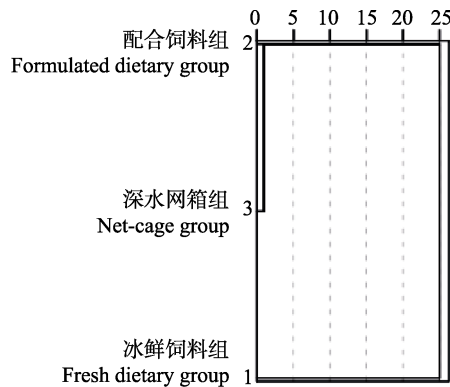 0 5 10 15 20 25
配合饲料组 2
Formulated dietary group
深水网箱组 3
Net-cage group
冰鲜饲料组
Fresh dietary group 1